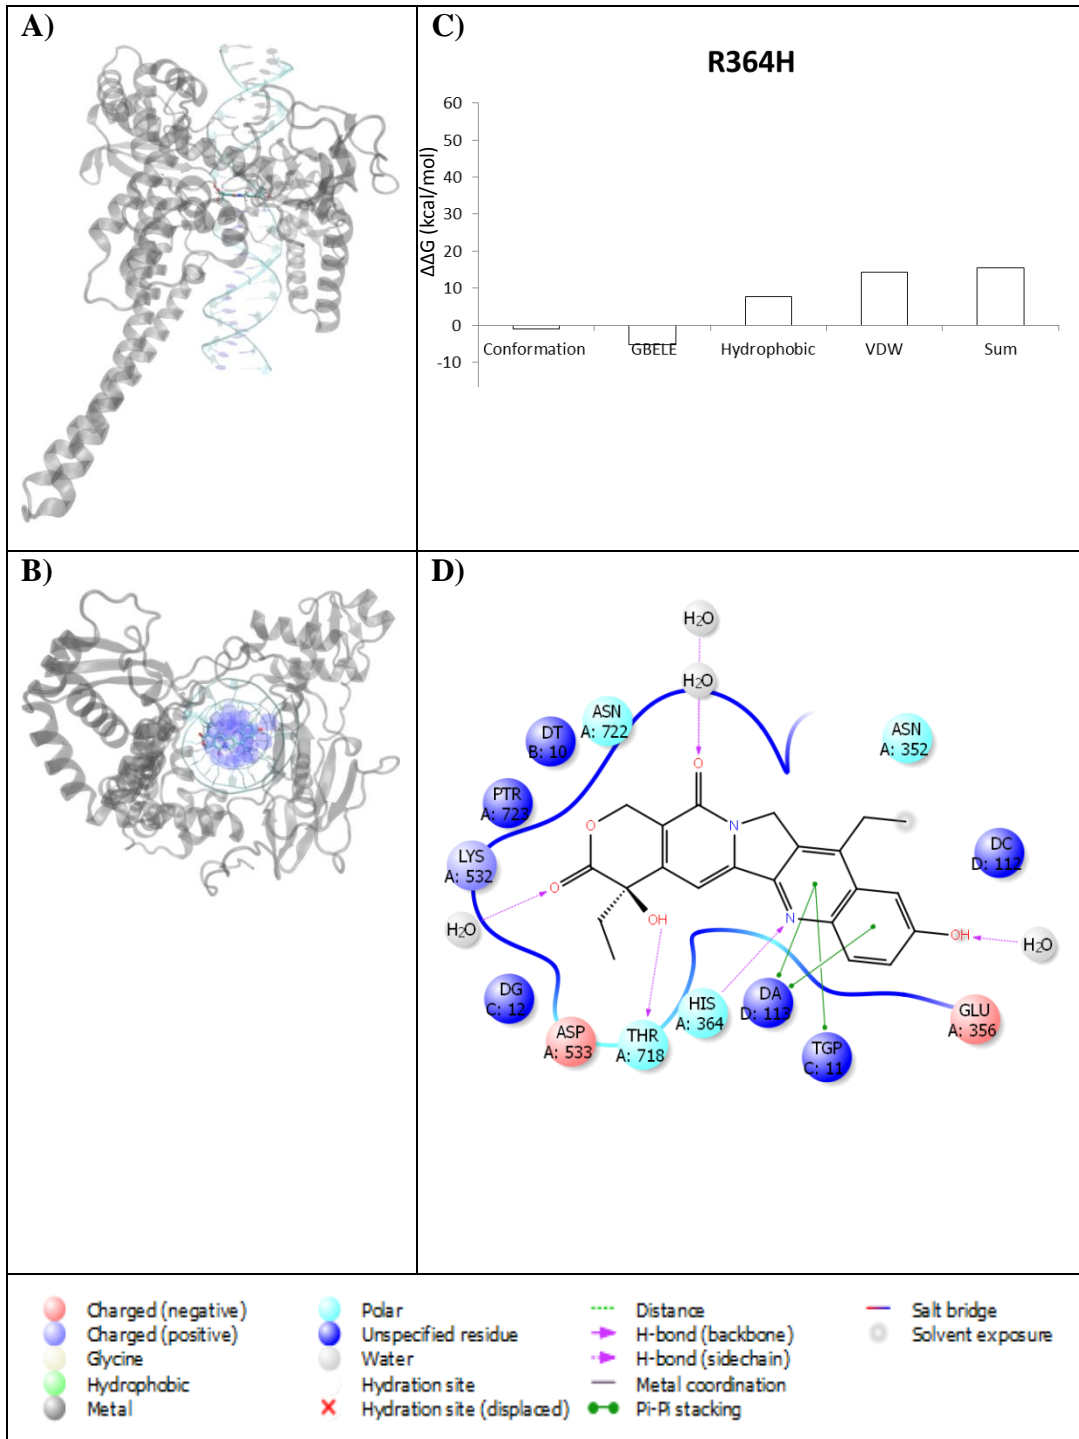 A)
C)
R364H
ΔΔG (kcal/mol)
60
50
40
30
20
10
0
-10
Conformation GBELE Hydrophobic VDW Sum
B)
D)
H₂O
H₂O
ASN
A: 722
DT
B: 10
ASN
A: 352
PTR
A: 723
O
O
N
DC
D: 112
LYS
A: 532
O
H₂O
OH
N
OH
H₂O
DG
C: 12
ASP
A: 533
THR
A: 718
HIS
A: 364
DA
D: 113
TGP
C: 11
GLU
A: 356
Charged (negative)
Charged (positive)
Glycine
Hydrophobic
Metal
Polar
Unspecified residue
Water
Hydration site
Hydration site (displaced)
Distance
H-bond (backbone)
H-bond (sidechain)
Metal coordination
Pi-Pi stacking
Salt bridge
Solvent exposure